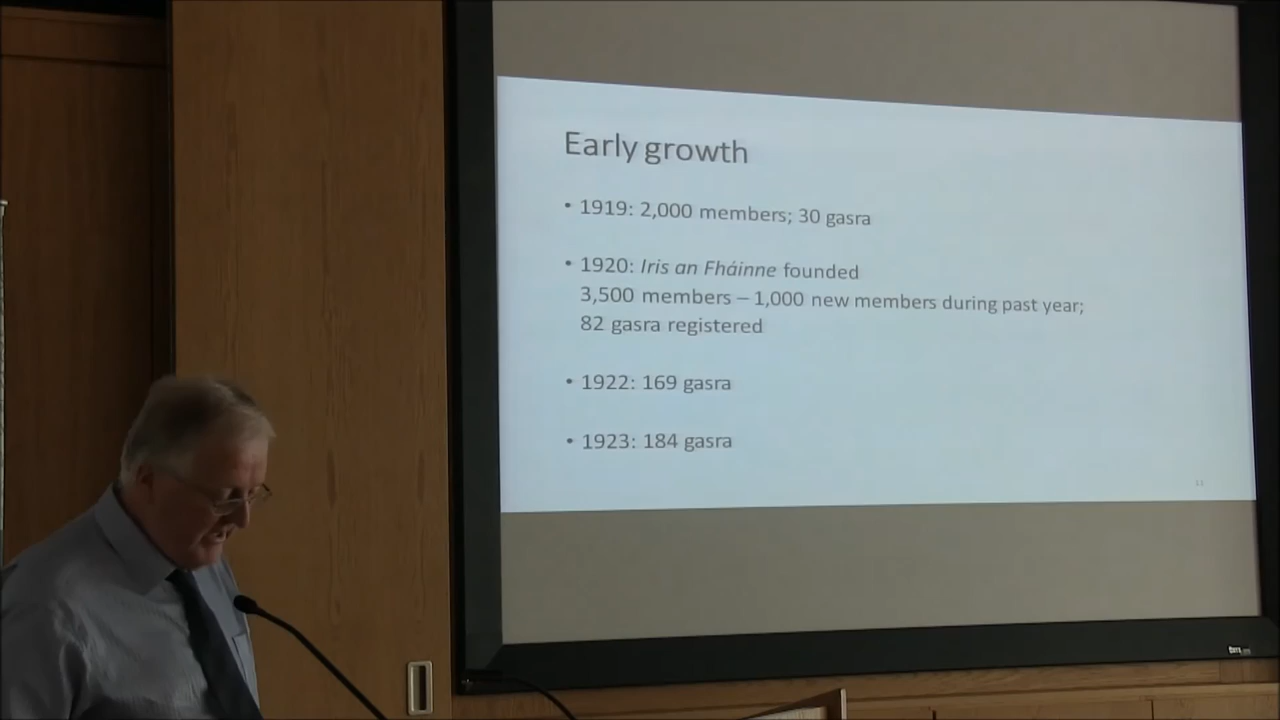 Early growth
• 1919: 2,000 members; 30 gasra
• 1920: Iris an Fháinne founded
3,500 members – 1,000 new members during past year;
82 gasra registered
• 1922: 169 gasra
• 1923: 184 gasra